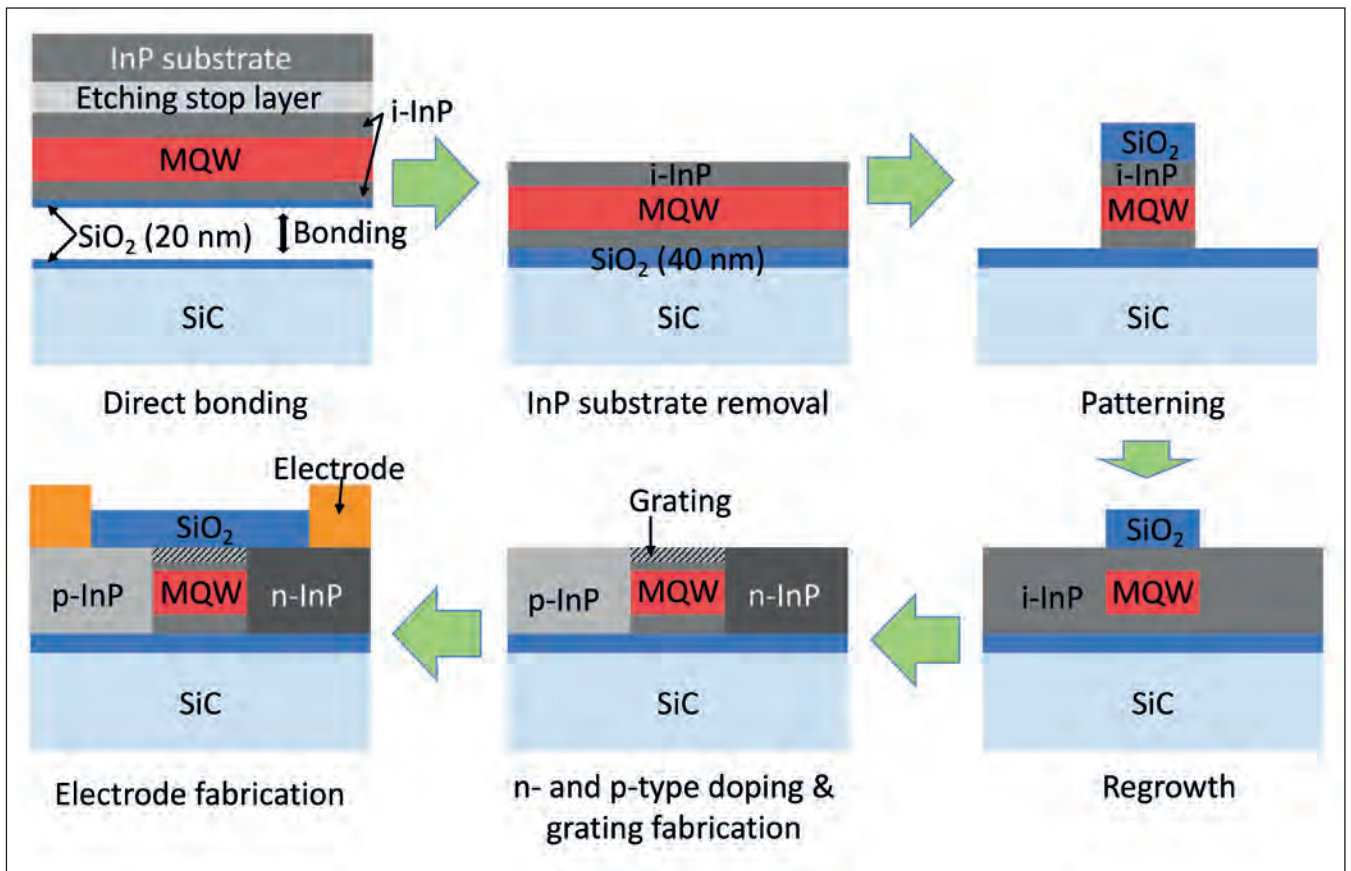 InP substrate
Etching stop layer
i-InP
MQW
SiO₂ (20 nm)
Bonding
SiC
Direct bonding
i-InP
MQW
SiO₂ (40 nm)
SiC
InP substrate removal
SiO₂
i-InP
MQW
SiC
Patterning
SiO₂
i-InP
MQW
SiC
Regrowth
Grating
p-InP
MQW
n-InP
SiC
n- and p-type doping &
grating fabrication
Electrode
SiO₂
p-InP
MQW
n-InP
SiC
Electrode fabrication